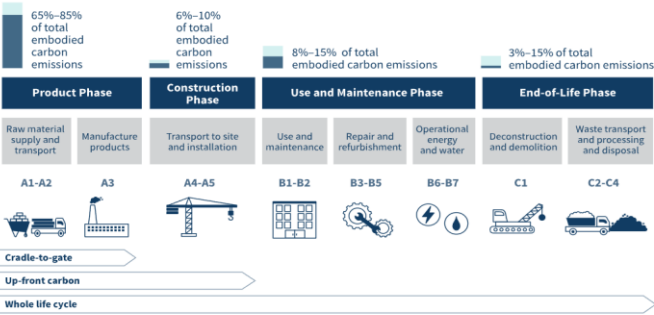 65%–85%
of total
embodied
carbon
emissions
6%–10%
of total
embodied
carbon
emissions
8%–15% of total
embodied carbon emissions
3%–15% of total
embodied carbon emissions
Product Phase
Construction
Phase
Use and Maintenance Phase
End-of-Life Phase
Raw material
supply and
transport
Manufacture
products
Transport to site
and installation
Use and
maintenance
Repair and
refurbishment
Operational
energy
and water
Deconstruction
and demolition
Waste transport
and processing
and disposal
A1-A2
A3
A4-A5
B1-B2
B3-B5
B6-B7
C1
C2-C4
Cradle-to-gate
Up-front carbon
Whole life cycle